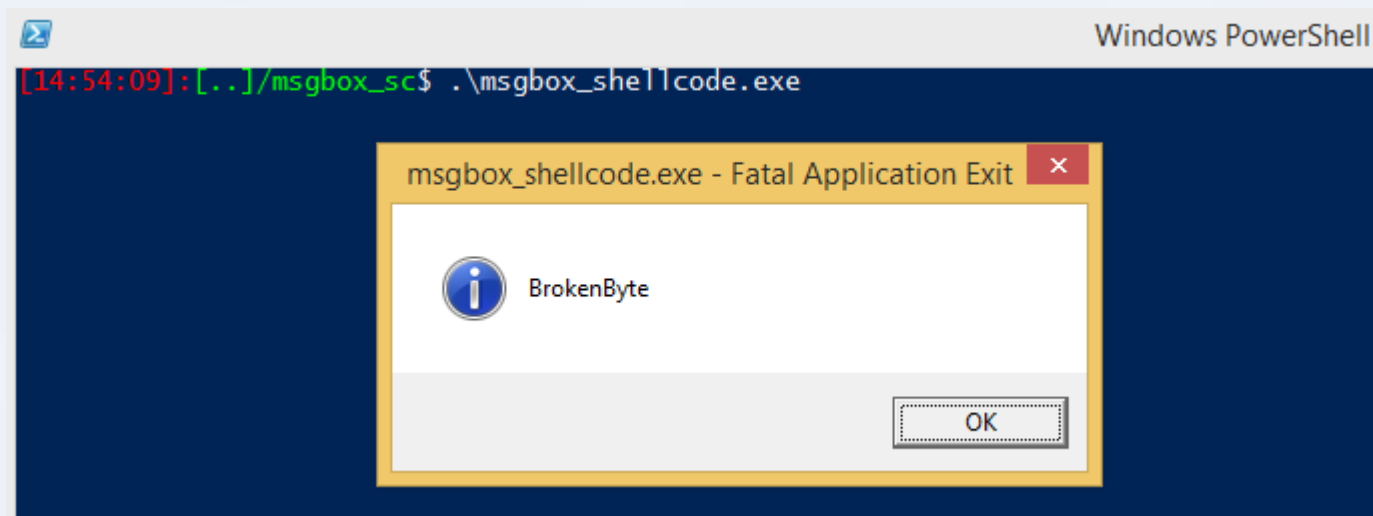 Windows PowerShell
[14:54:09]:[..]/msgbox_sc$ .\msgbox_shellcode.exe
msgbox_shellcode.exe - Fatal Application Exit
BrokenByte
OK